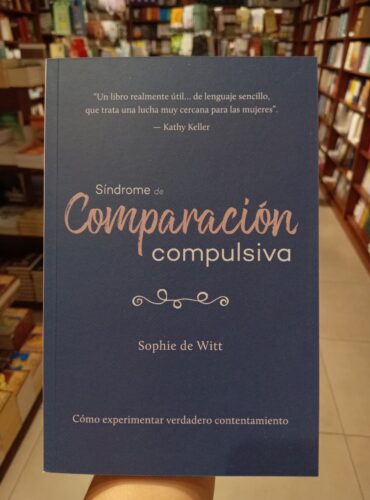 “Un libro realmente útil... de lenguaje sencillo,
que trata una lucha muy cercana para las mujeres”.
— Kathy Keller
Síndrome de
Comparación
compulsiva
Sophie de Witt
Cómo experimentar verdadero contentamiento